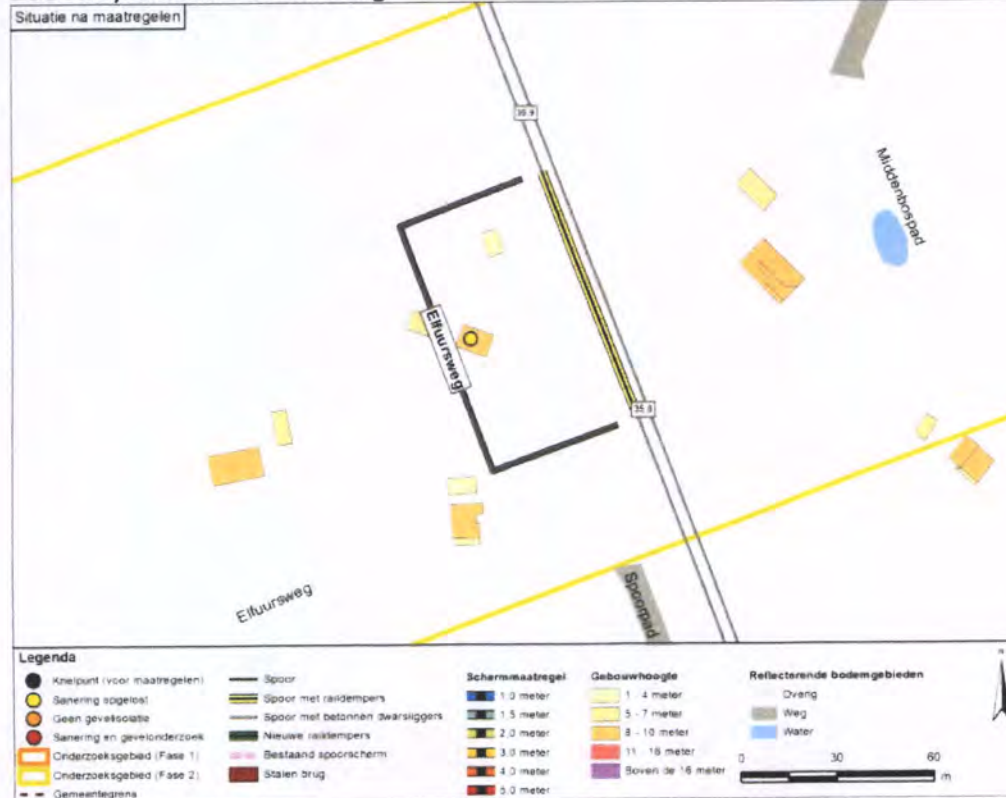 Situatie na maatregelen
Middenbospad
Elfuursweg
Elfuursweg
Spoorpad
Legenda
Knelpunt (voor maatregelen)
Sanering opgelost
Geen gevelisolatie
Sanering en gevelonderzoek
Onderzoeksgebied (Fase 1)
Onderzoeksgebied (Fase 2)
Gemeentegrens
Spoor
Spoor met raildempers
Spoor met betonnen dwarsliggers
Nieuwe raildempers
Bestaand spoorscherm
Stalen brug
Schermmaatregel
1,0 meter
1,5 meter
2,0 meter
3,0 meter
4,0 meter
5,0 meter
Gebouwhoogte
1 - 4 meter
5 - 7 meter
8 - 10 meter
11 - 16 meter
Boven de 16 meter
Reflecterende bodemgebieden
Overig
Weg
Water
0 30 60
m